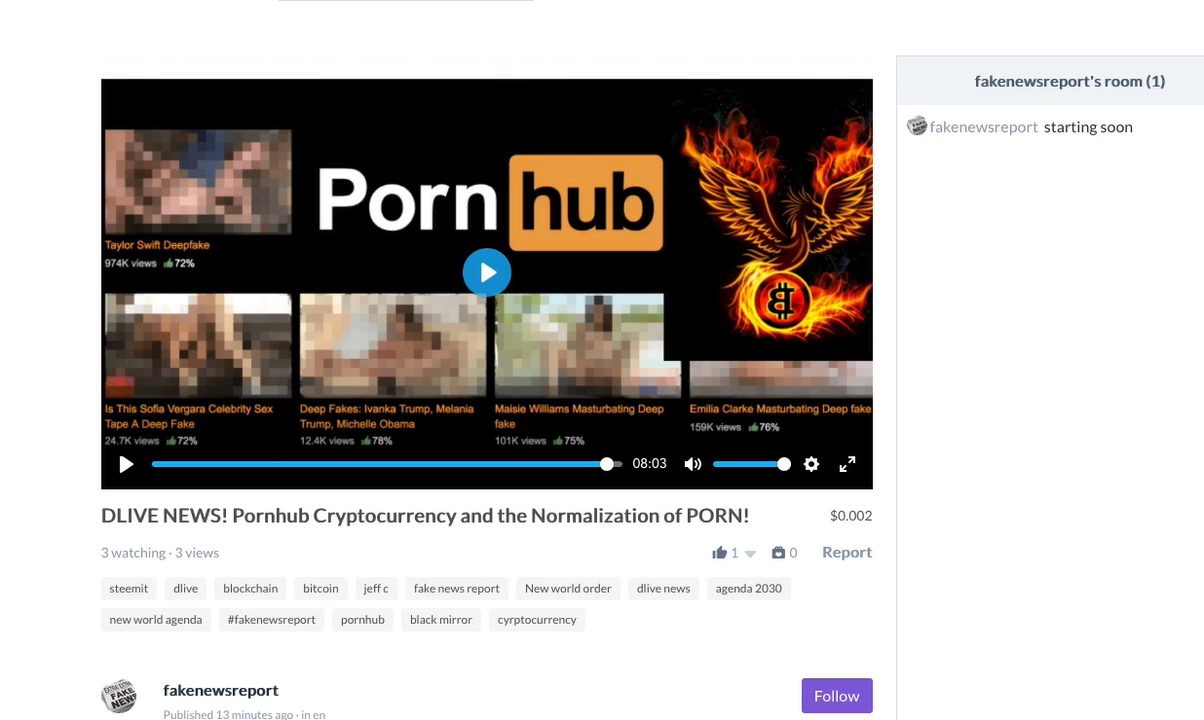 fakenewsreport's room (1)
fakenewsreport starting soon
Porn hub
Taylor Swift Deepfake
974K views 72%
Is This Sofia Vergara Celebrity Sex
Tape A Deep Fake
24.7K views 72%
Deep Fakes: Ivanka Trump, Melania
Trump, Michelle Obama
12.4K views 78%
Maisie Williams Masturbating Deep
fake
101K views 75%
Emilia Clarke Masturbating Deep fake
159K views 76%
08:03
DLIVE NEWS! Pornhub Cryptocurrency and the Normalization of PORN!
$0.002
3 watching · 3 views
1
0
Report
steemit dlive blockchain bitcoin jeff c fake news report New world order dlive news agenda 2030
new world agenda #fakenewsreport pornhub black mirror cyrptocurrency
fakenewsreport
Follow
Published 13 minutes ago · in en